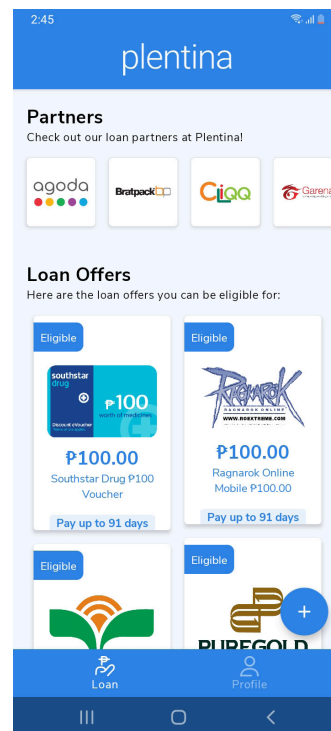 2:45
plentina
Partners
Check out our loan partners at Plentina!
agoda
Bratpack
CLiQQ
Garena
Loan Offers
Here are the loan offers you can be eligible for:
Eligible
southstar
drug
₱100
worth of medicines
Discount eVoucher
₱100.00
Southstar Drug ₱100
Voucher
Pay up to 91 days
Eligible
RAGNAROK
RAGNAROK ONLINE
WWW.ROEXTREME.COM
₱100.00
Ragnarok Online
Mobile ₱100.00
Pay up to 91 days
Eligible
Eligible
PUREGOLD
+
Loan
Profile